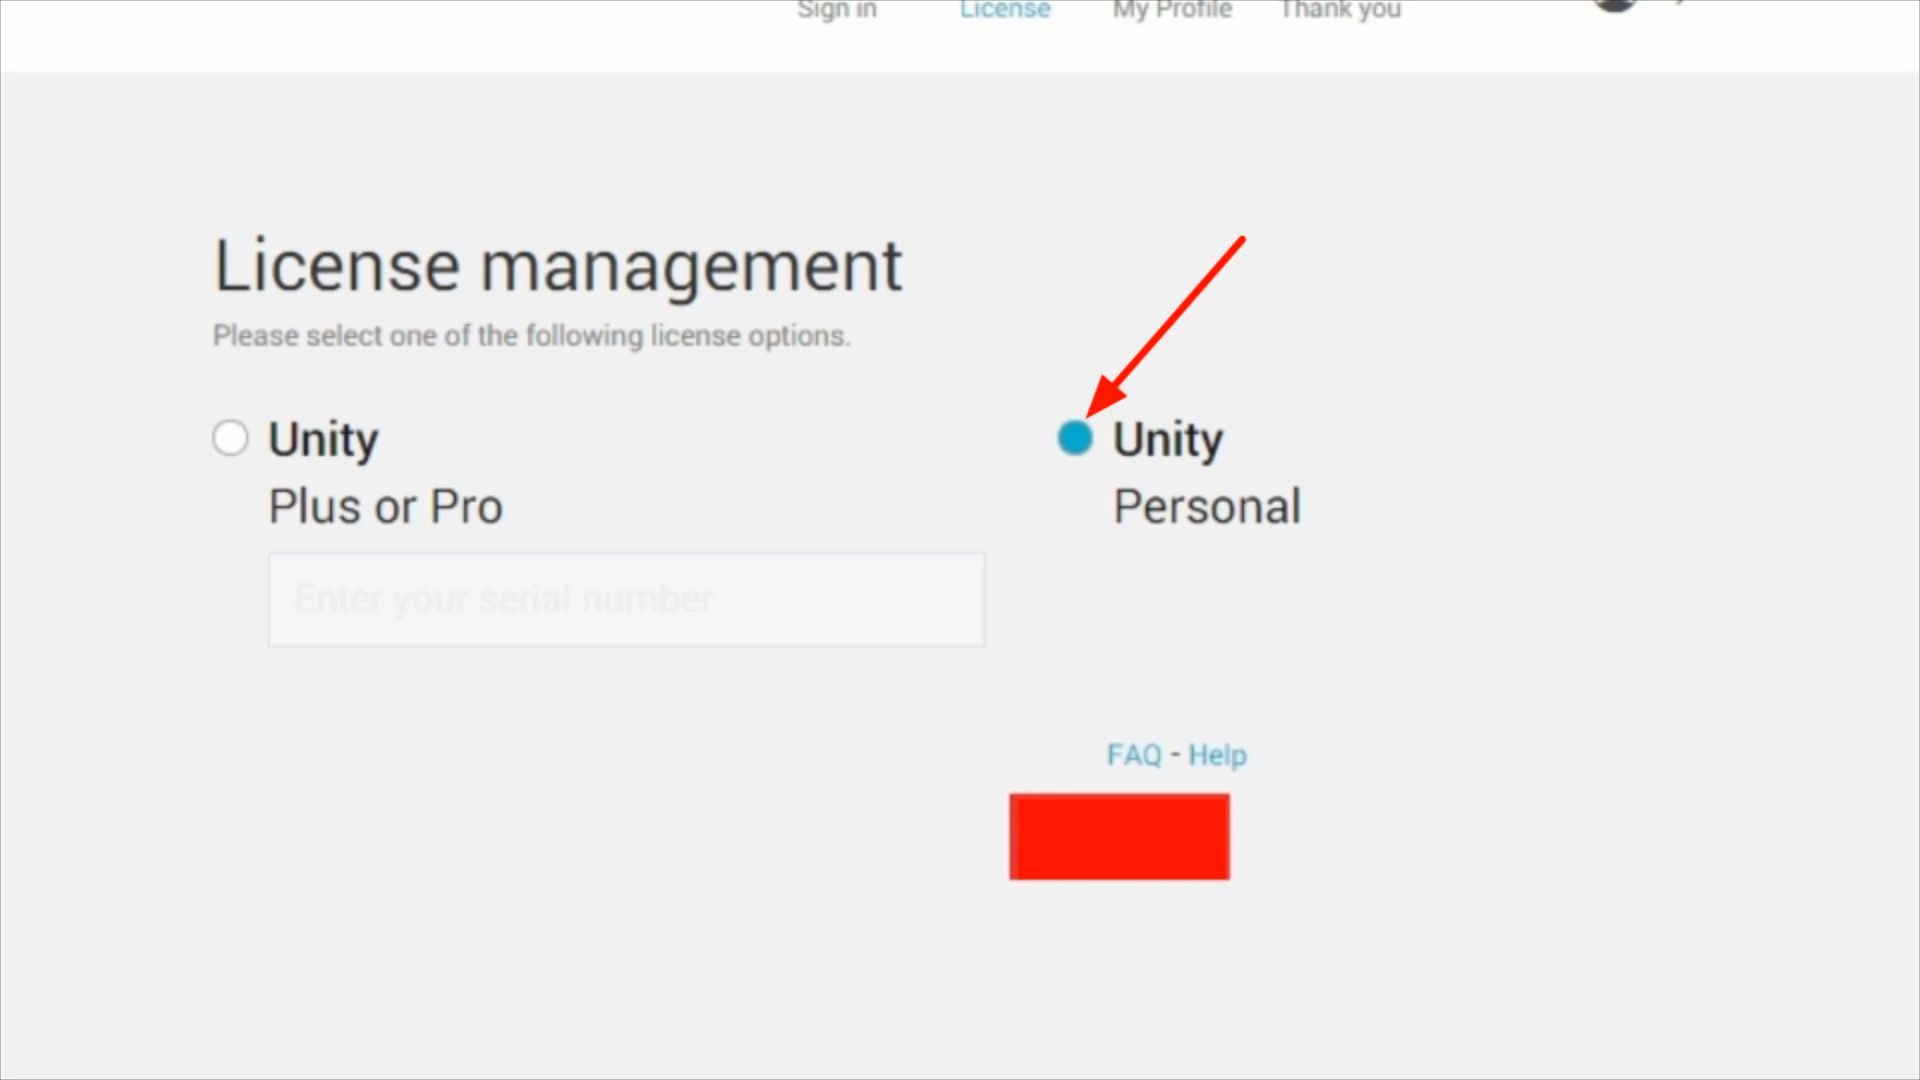 Sign in License My Profile Thank you
License management
Please select one of the following license options.
Unity
Plus or Pro
Enter your serial number
Unity
Personal
FAQ - Help